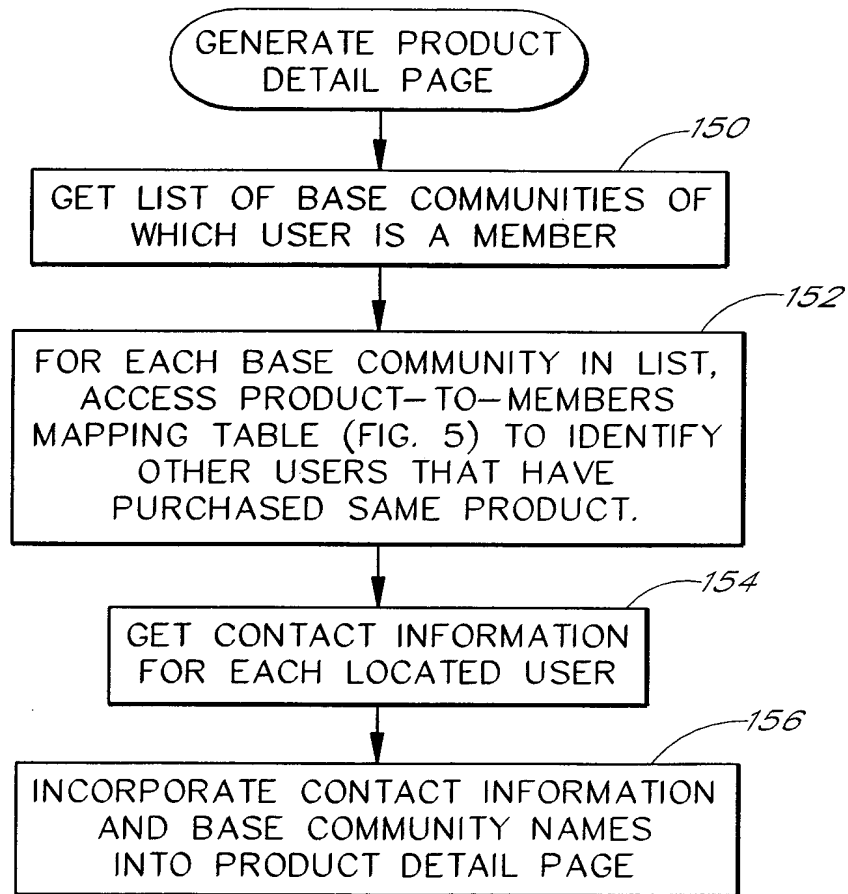 GENERATE PRODUCT
DETAIL PAGE
150
GET LIST OF BASE COMMUNITIES OF
WHICH USER IS A MEMBER
152
FOR EACH BASE COMMUNITY IN LIST,
ACCESS PRODUCT-TO-MEMBERS
MAPPING TABLE (FIG. 5) TO IDENTIFY
OTHER USERS THAT HAVE
PURCHASED SAME PRODUCT.
154
GET CONTACT INFORMATION
FOR EACH LOCATED USER
156
INCORPORATE CONTACT INFORMATION
AND BASE COMMUNITY NAMES
INTO PRODUCT DETAIL PAGE